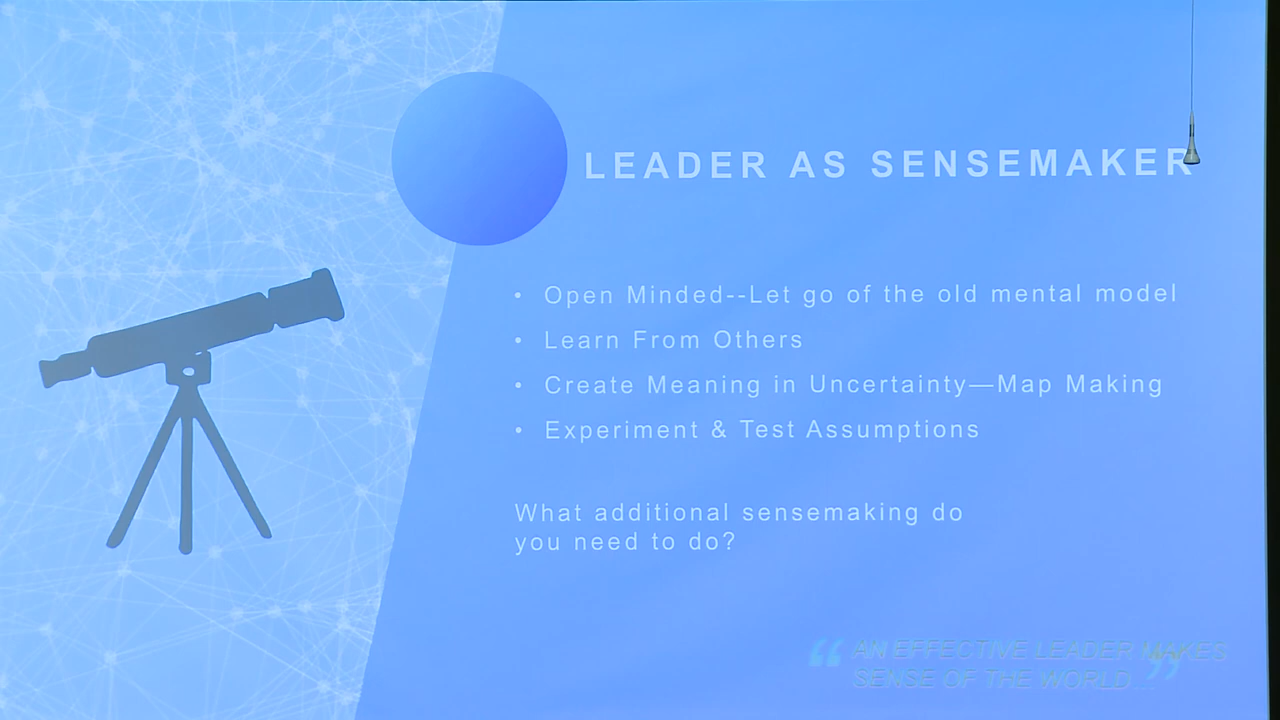 LEADER AS SENSEMAKER
• Open Minded--Let go of the old mental model
• Learn From Others
• Create Meaning in Uncertainty—Map Making
• Experiment & Test Assumptions
What additional sensemaking do
you need to do?
“AN EFFECTIVE LEADER MAKES
SENSE OF THE WORLD...”